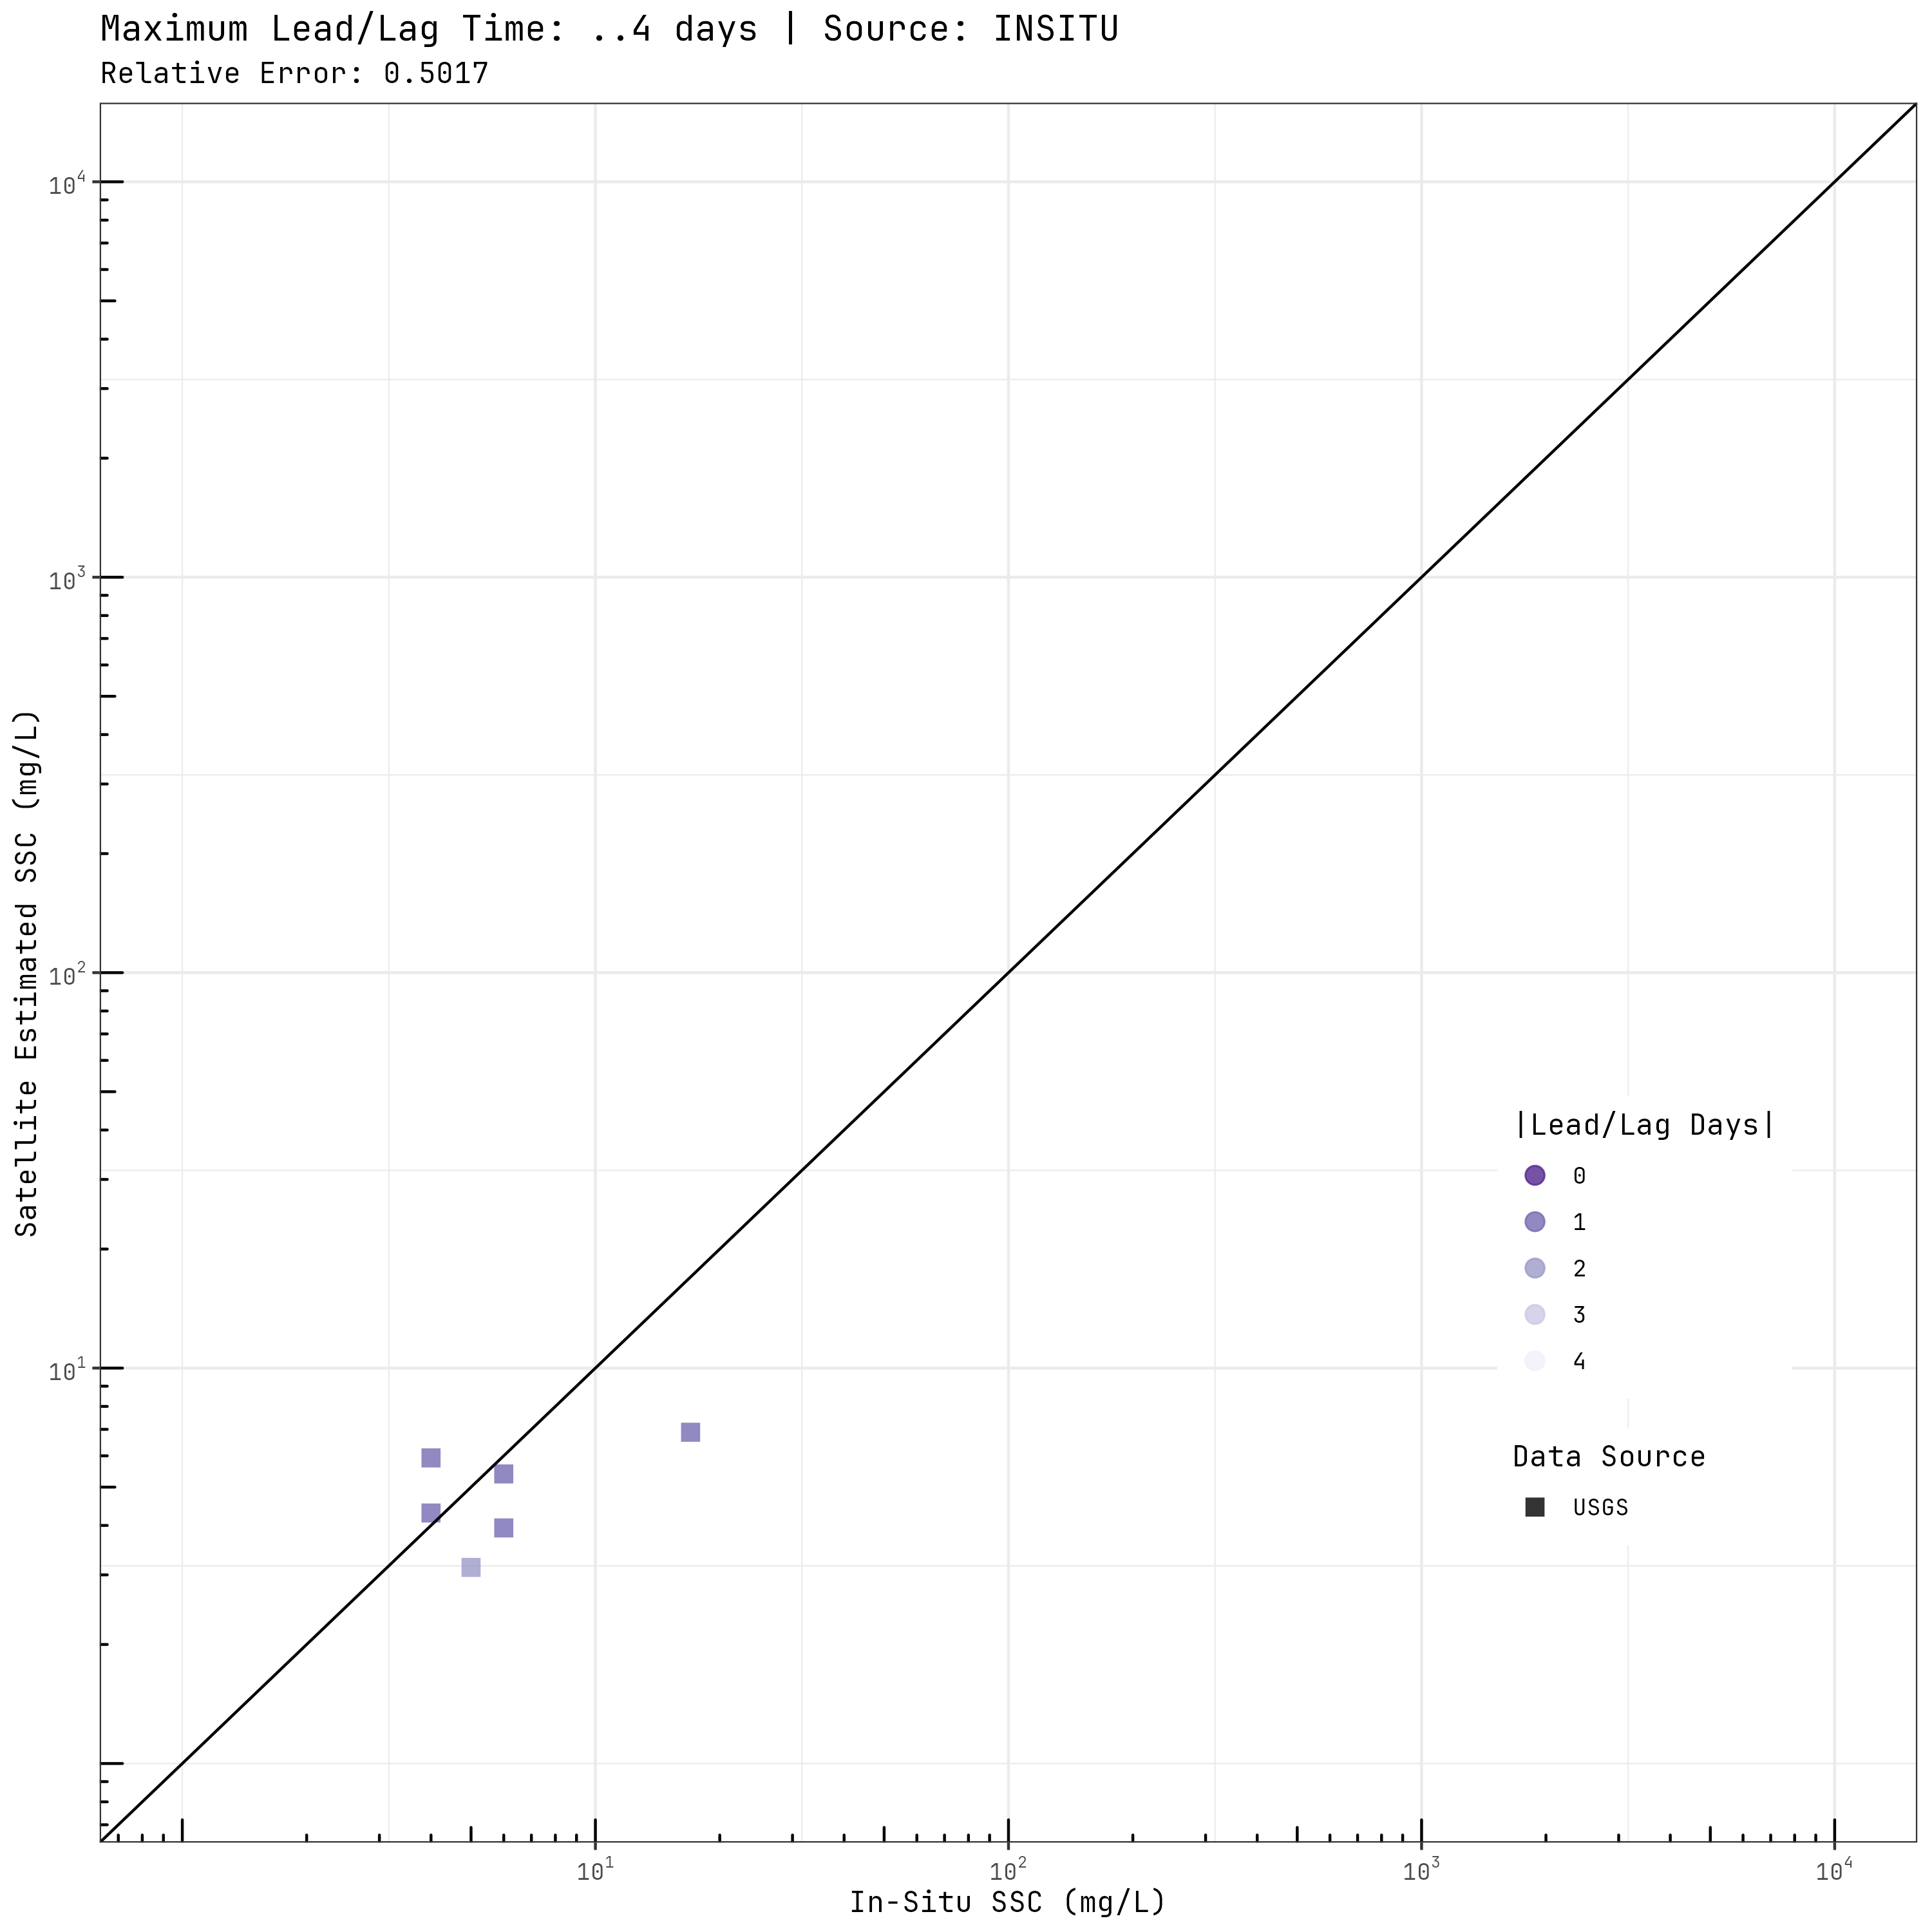 Maximum Lead/Lag Time: ..4 days | Source: INSITU
Relative Error: 0.5017
Satellite Estimated SSC (mg/L)
10⁴
10³
10²
10¹
|Lead/Lag Days|
0
1
2
3
4
Data Source
USGS
10¹
10²
10³
10⁴
In-Situ SSC (mg/L)